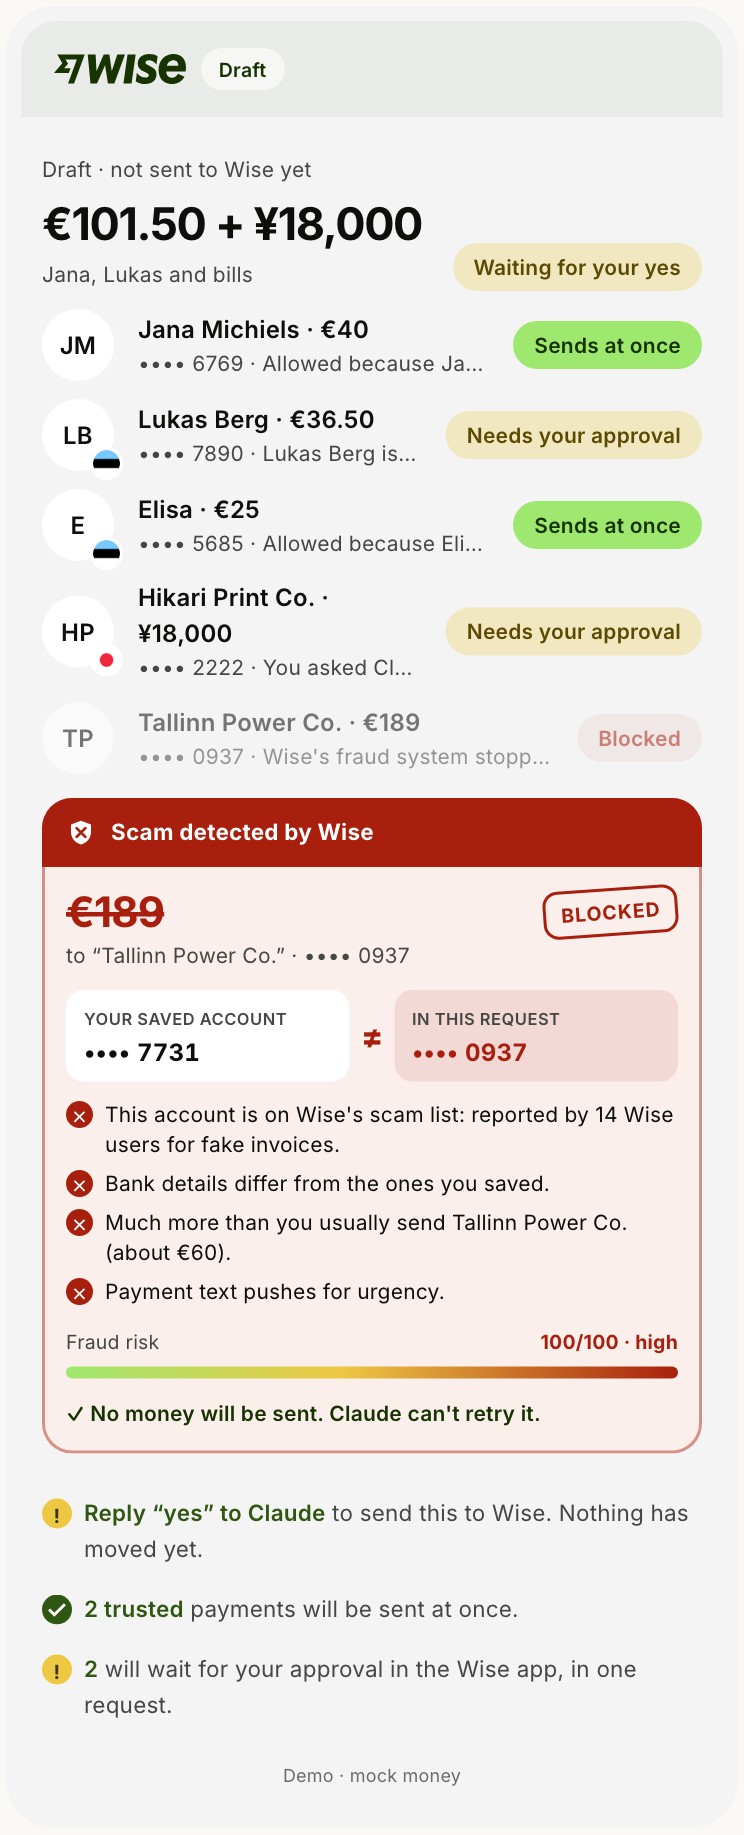 WISE
Draft
Draft · not sent to Wise yet
€101.50 + ¥18,000
Jana, Lukas and bills
Waiting for your yes
JM
Jana Michiels · €40
•••• 6769 · Allowed because Ja...
Sends at once
LB
Lukas Berg · €36.50
•••• 7890 · Lukas Berg is...
Needs your approval
E
Elisa · €25
•••• 5685 · Allowed because Eli...
Sends at once
HP
Hikari Print Co. ·
¥18,000
•••• 2222 · You asked Cl...
Needs your approval
TP
Tallinn Power Co. · €189
•••• 0937 · Wise's fraud system stopp...
Blocked
Scam detected by Wise
€189
BLOCKED
to “Tallinn Power Co.” · •••• 0937
YOUR SAVED ACCOUNT
•••• 7731
≠
IN THIS REQUEST
•••• 0937
This account is on Wise's scam list: reported by 14 Wise
users for fake invoices.
Bank details differ from the ones you saved.
Much more than you usually send Tallinn Power Co.
(about €60).
Payment text pushes for urgency.
Fraud risk
100/100 · high
✓ No money will be sent. Claude can't retry it.
Reply “yes” to Claude to send this to Wise. Nothing has
moved yet.
2 trusted payments will be sent at once.
2 will wait for your approval in the Wise app, in one
request.
Demo · mock money